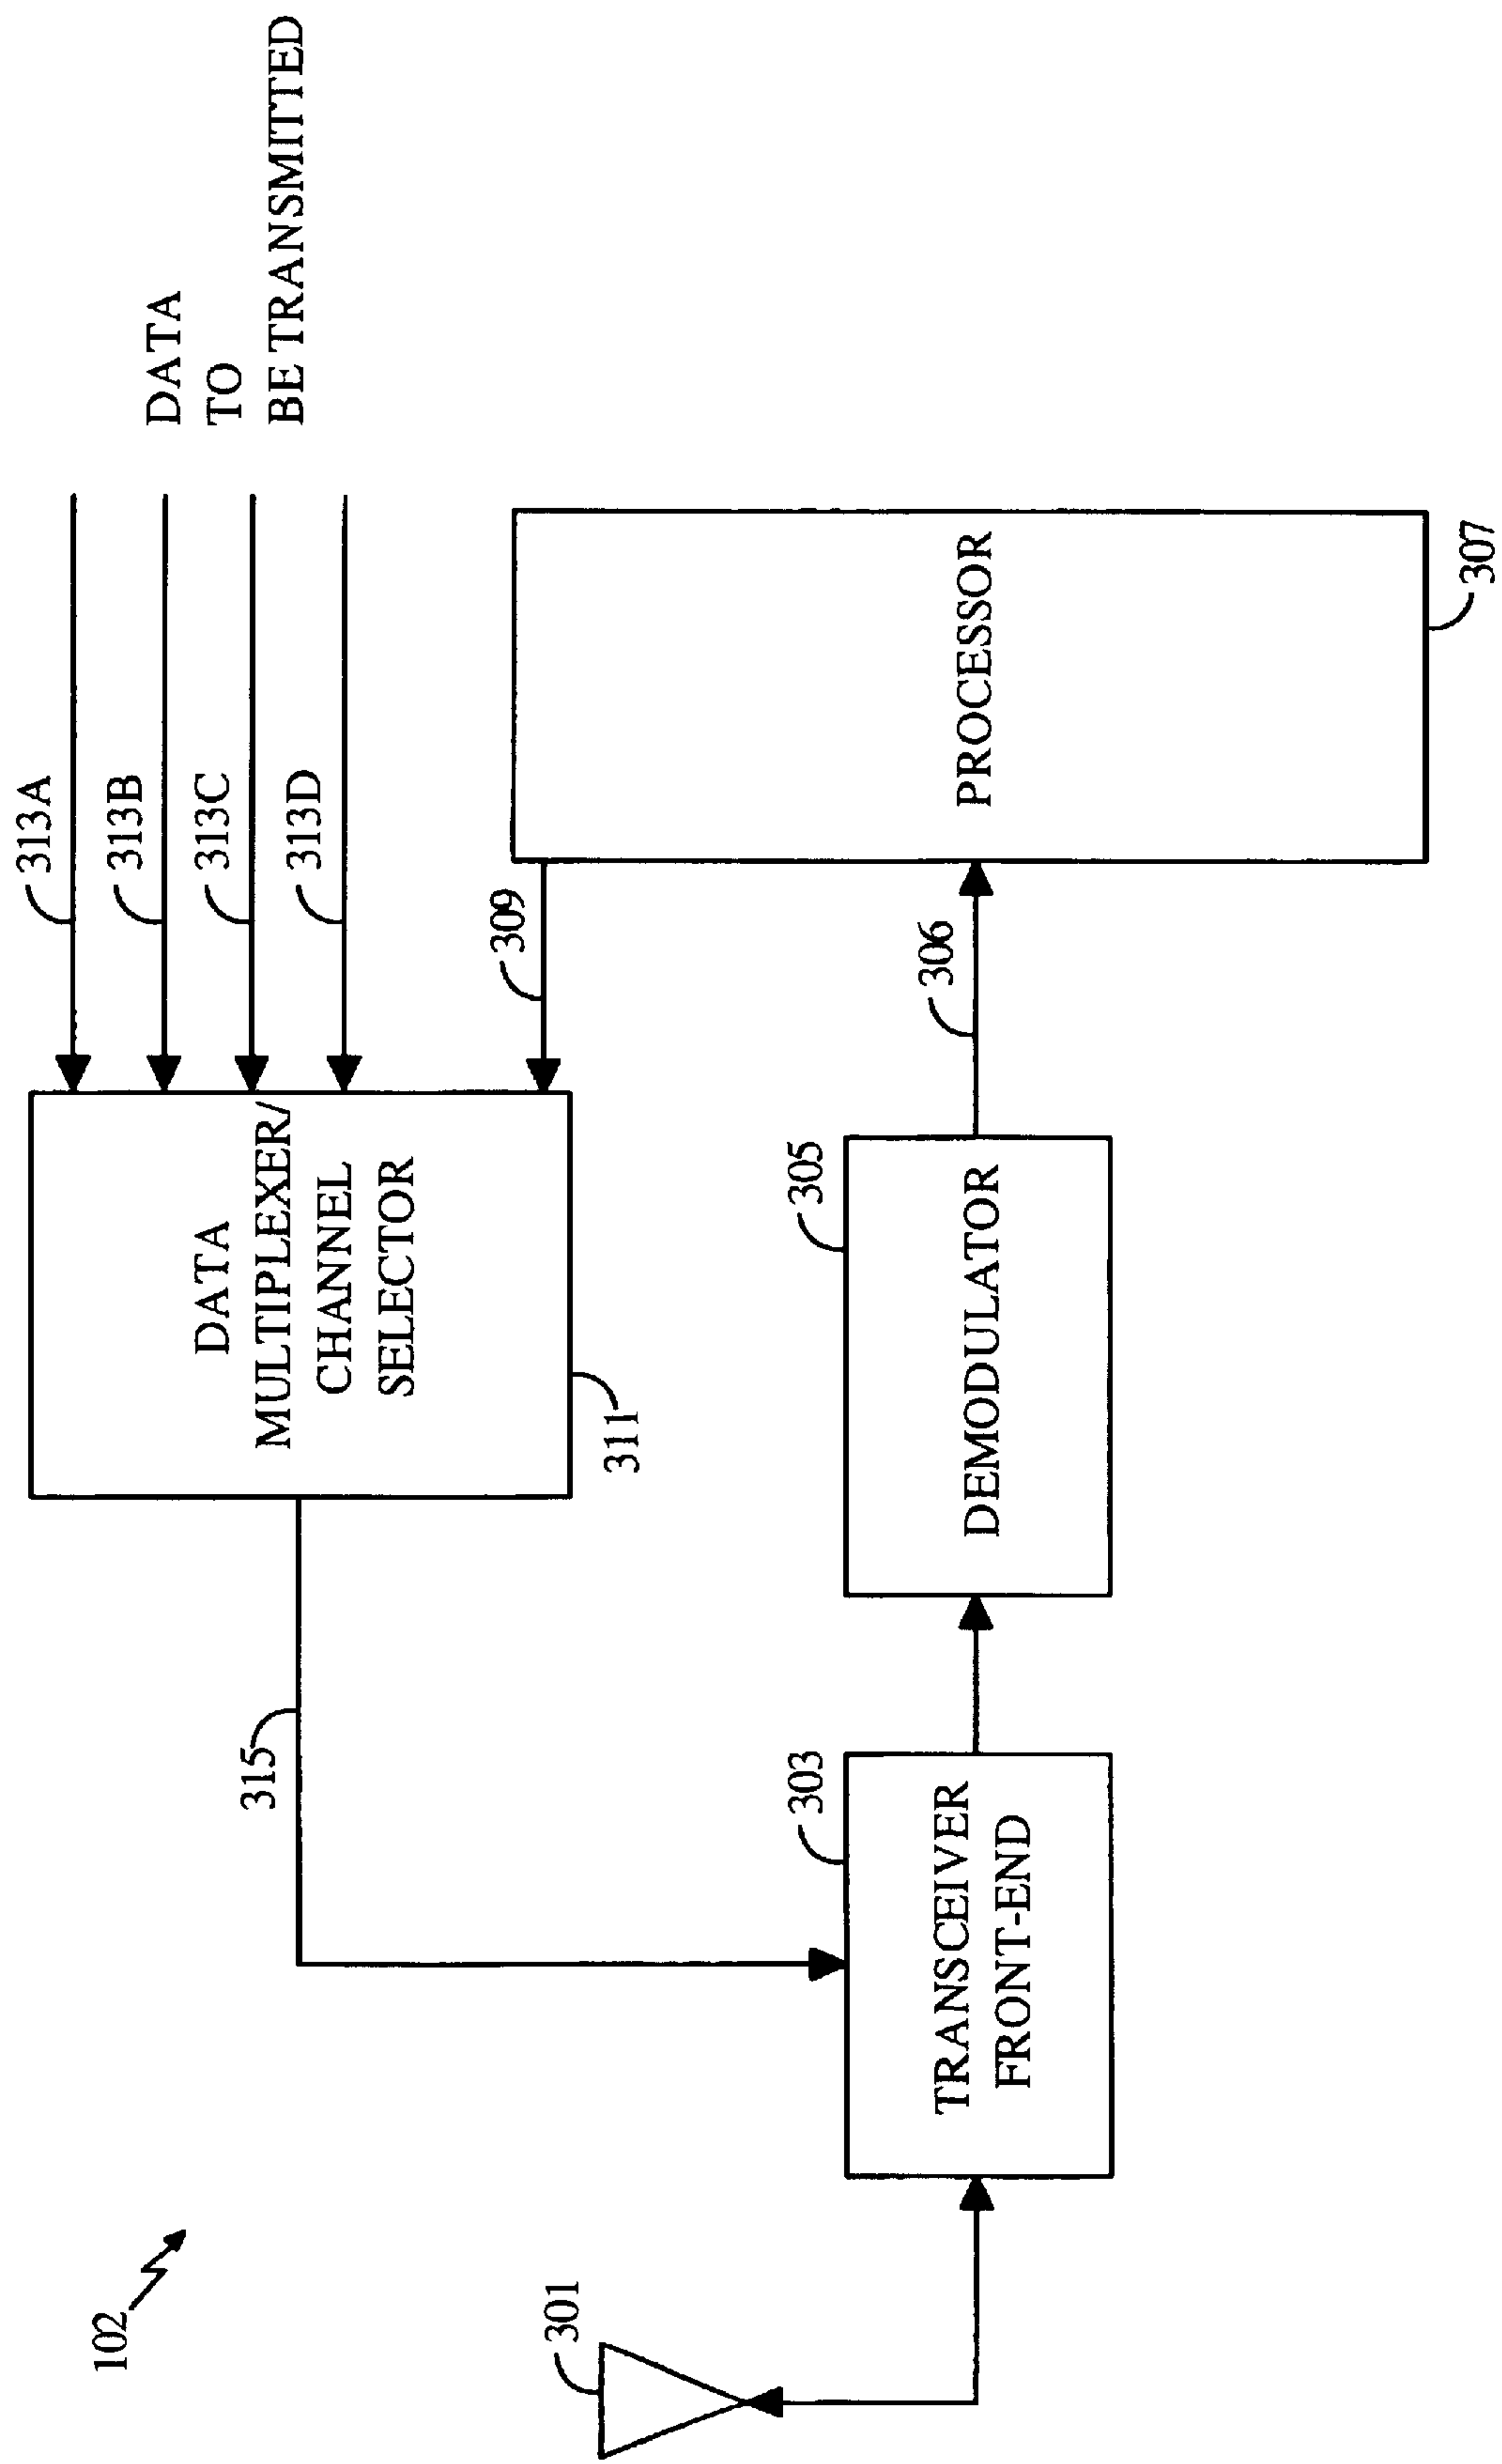 102
301
315
303
TRANSCEIVER
FRONT-END
305
DEMODULATOR
306
PROCESSOR
307
309
311
DATA
MULTIPLEXER/
CHANNEL
SELECTOR
313A
313B
313C
313D
DATA
TO
BE TRANSMITTED